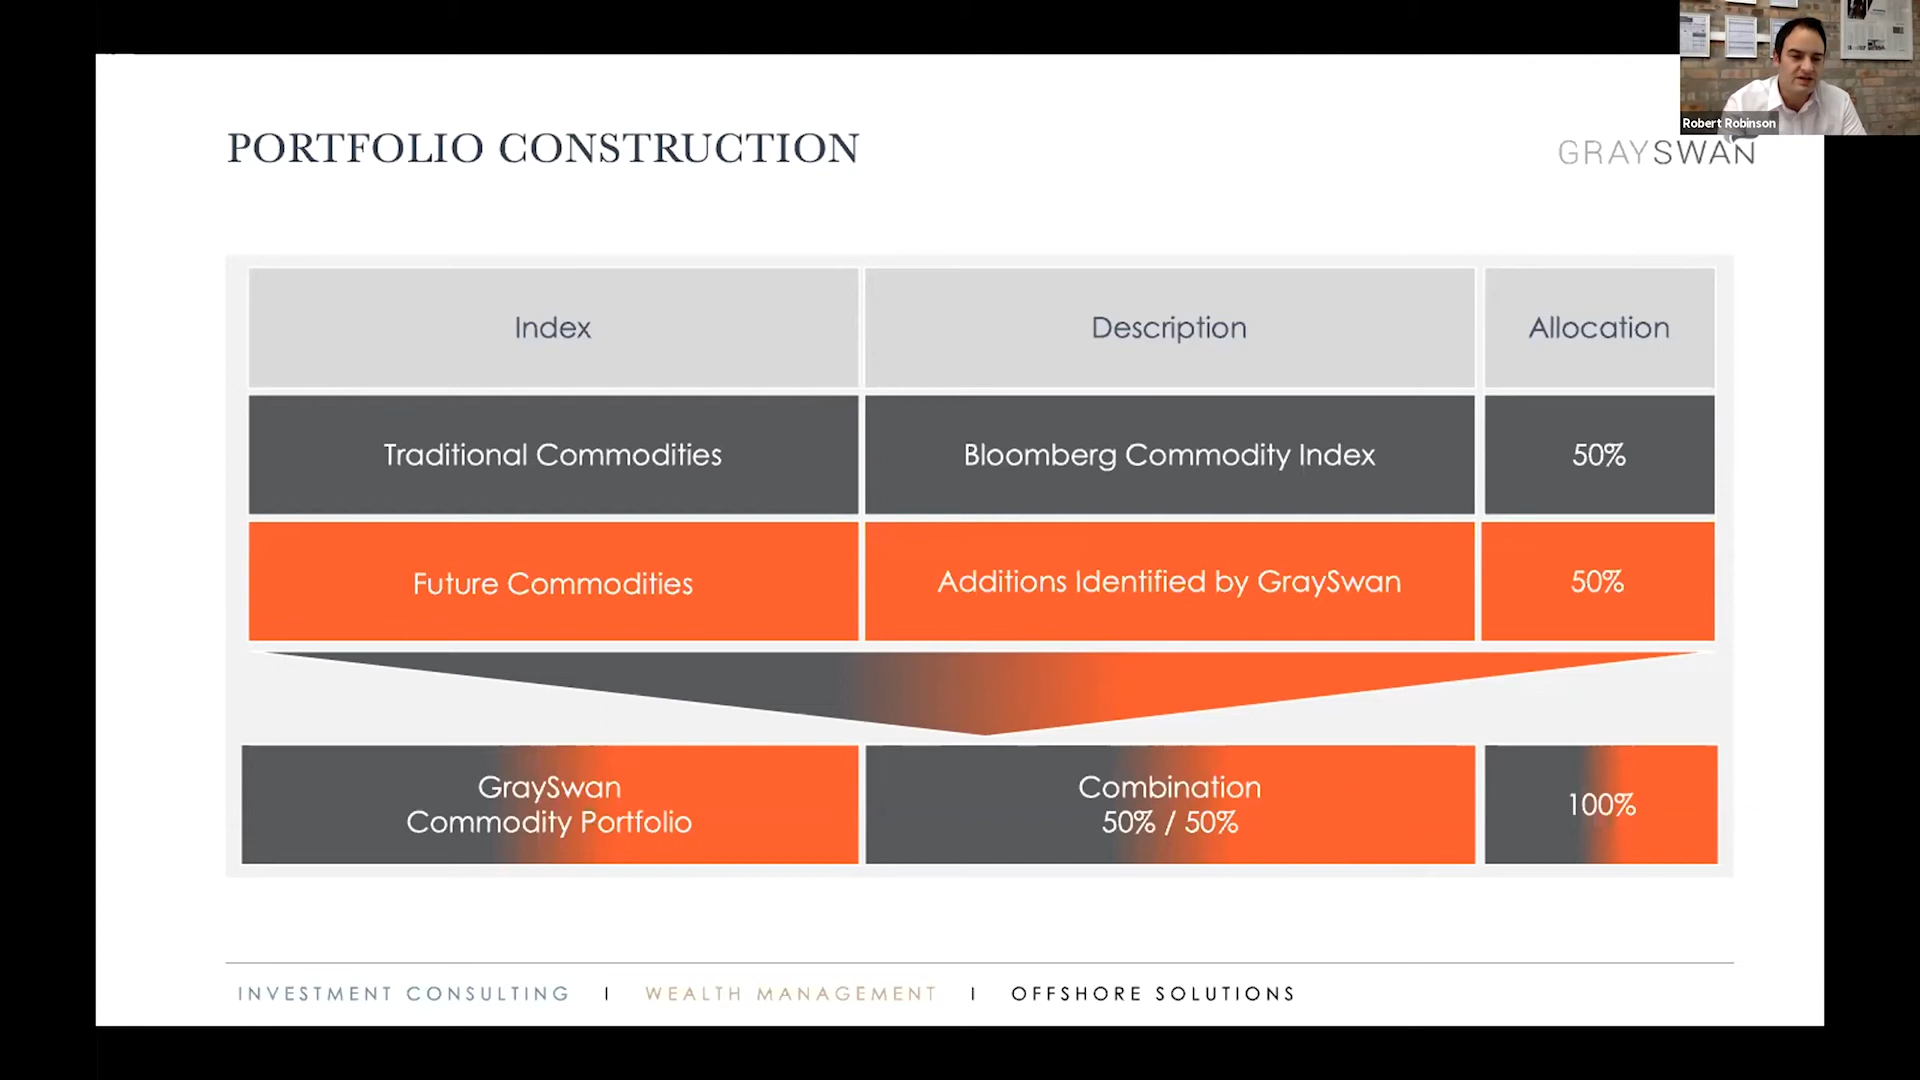 Robert Robinson
PORTFOLIO CONSTRUCTION
GRAYSWAN
Index
Description
Allocation
Traditional Commodities
Bloomberg Commodity Index
50%
Future Commodities
Additions Identified by GraySwan
50%
GraySwan
Commodity Portfolio
Combination
50% / 50%
100%
INVESTMENT CONSULTING | WEALTH MANAGEMENT | OFFSHORE SOLUTIONS